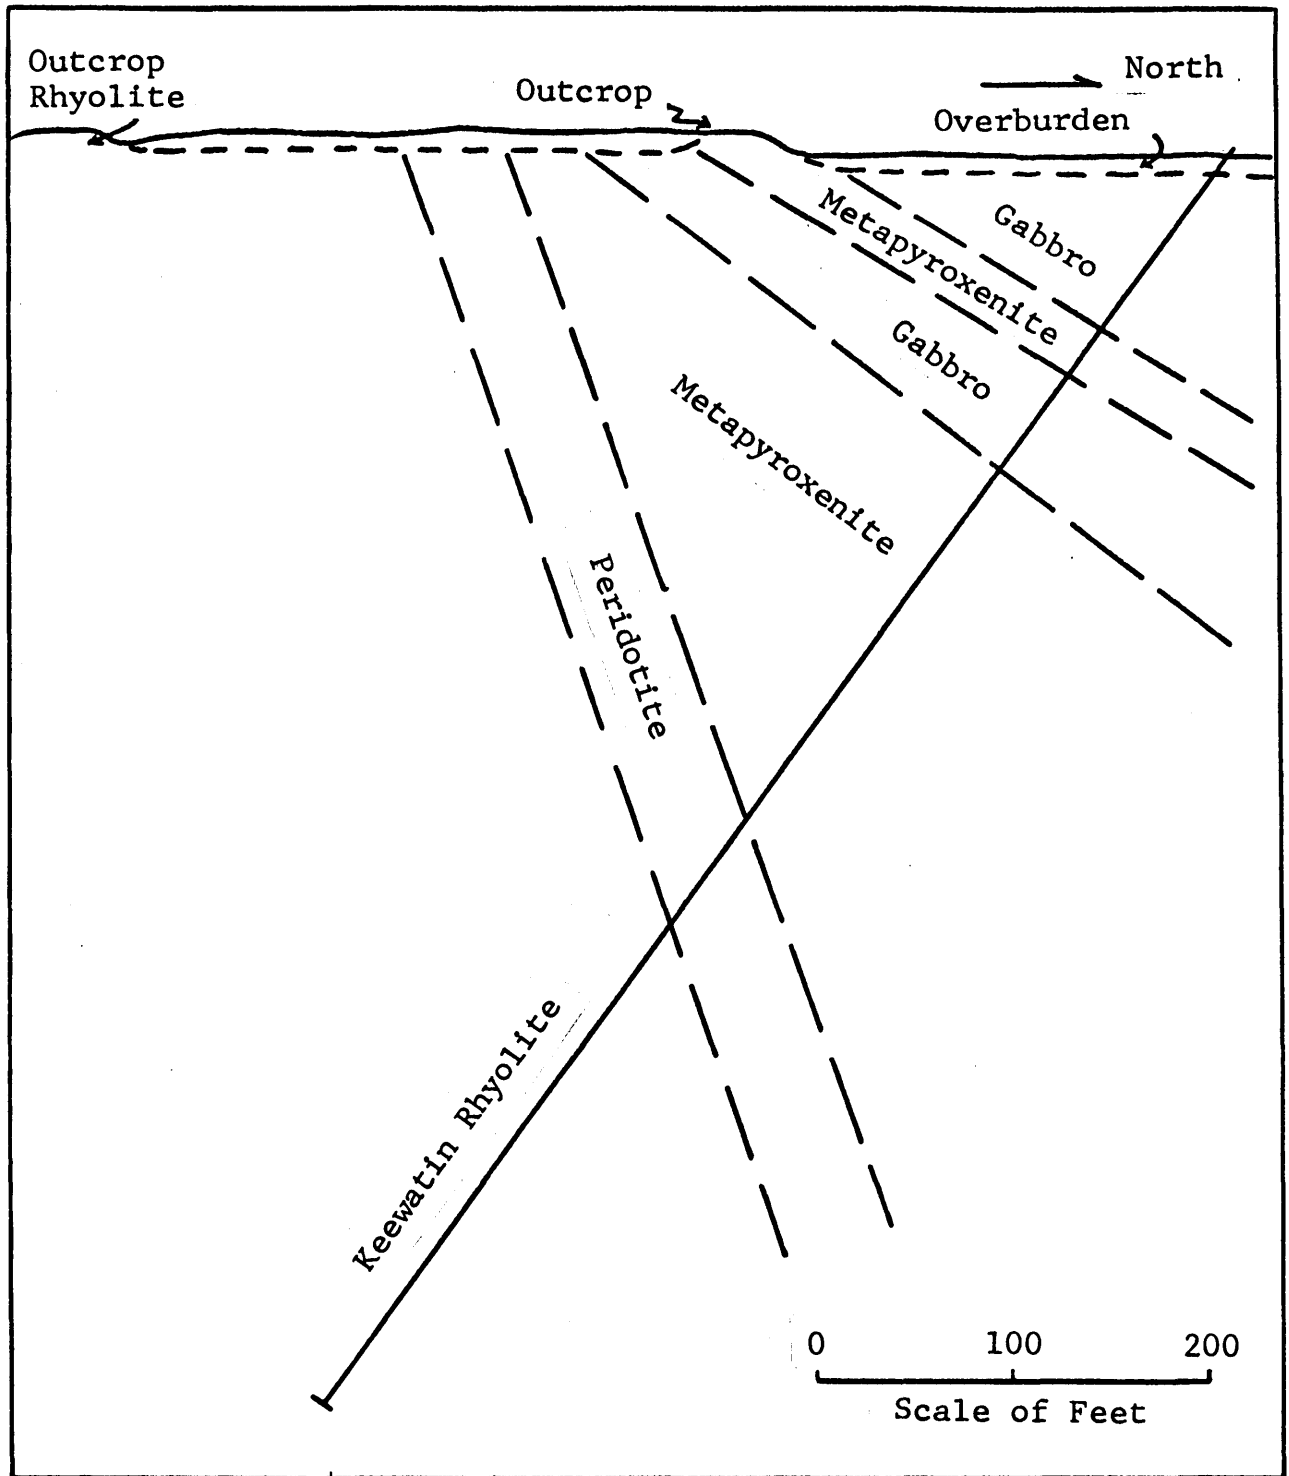 Outcrop
Rhyolite
Outcrop
North
Overburden
Gabbro
Metapyroxenite
Gabbro
Metapyroxenite
Peridotite
Keewatin Rhyolite
0 100 200
Scale of Feet